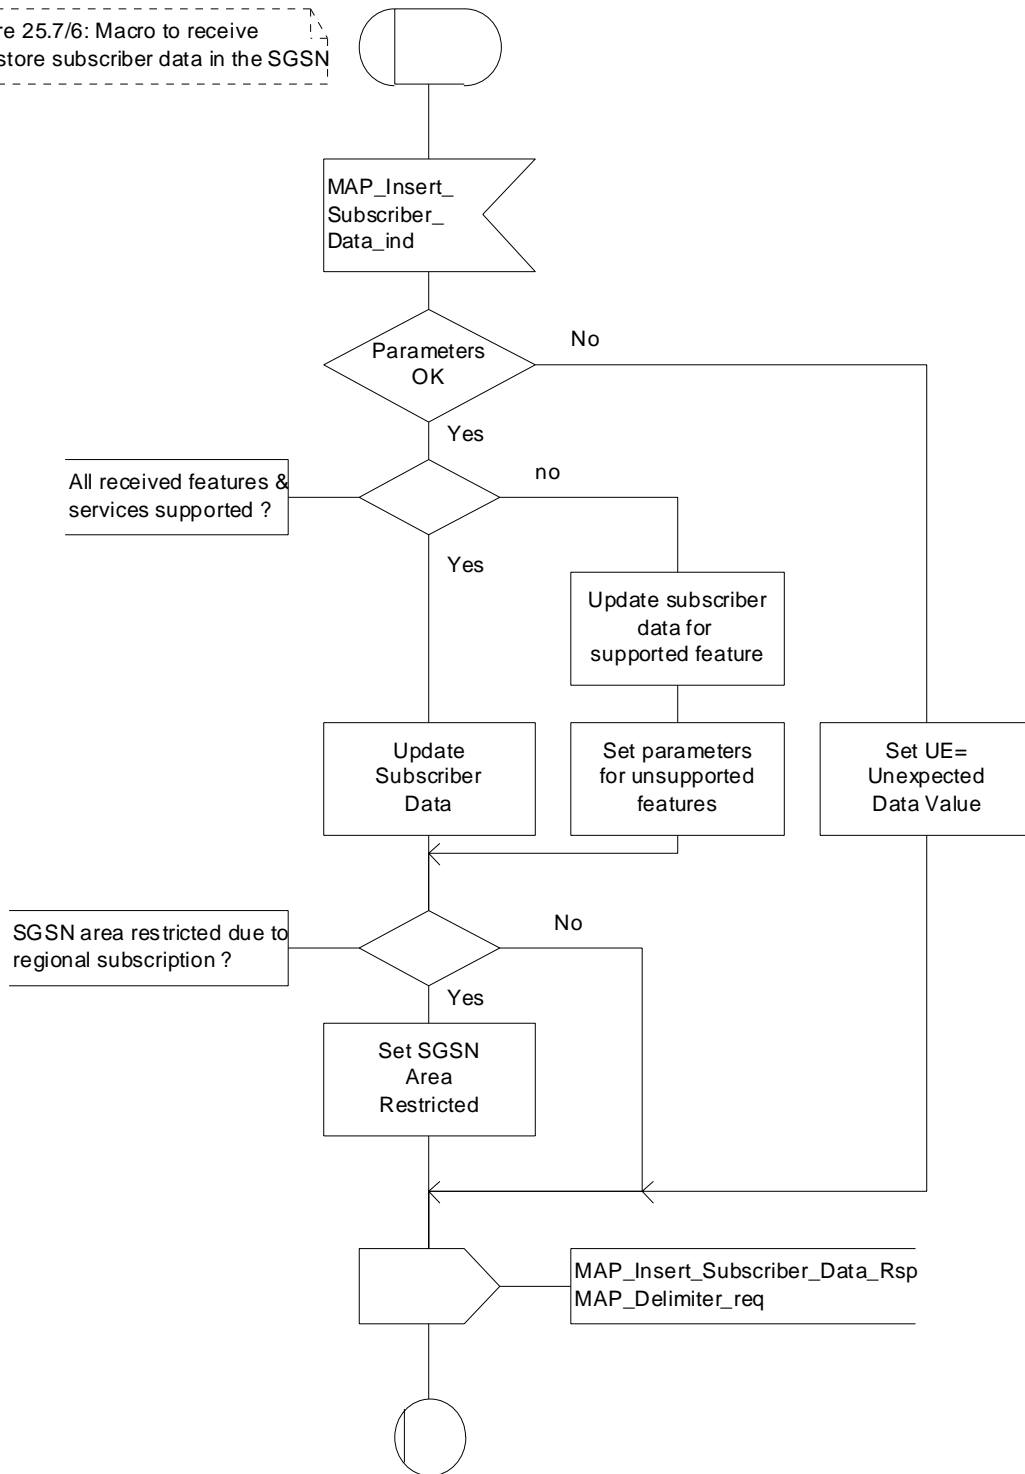 re 25.7/6: Macro to receive
store subscriber data in the SGSN
MAP_Insert_
Subscriber_
Data_ind
Parameters
OK
No
Yes
All received features &
services supported ?
no
Yes
Update subscriber
data for
supported feature
Update
Subscriber
Data
Set parameters
for unsupported
features
Set UE=
Unexpected
Data Value
SGSN area restricted due to
regional subscription ?
No
Yes
Set SGSN
Area
Restricted
MAP_Insert_Subscriber_Data_Rsp
MAP_Delimiter_req